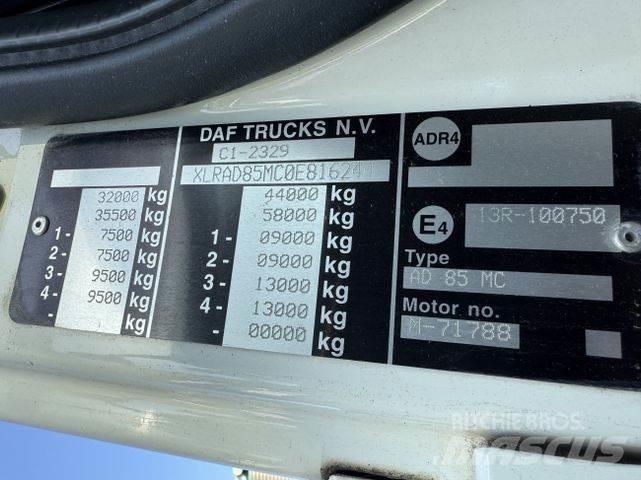 DAF TRUCKS N.V.
C1-2329
XLRAD85MC0E81624
32000 kg
35500 kg
1- 7500 kg
2- 7500 kg
3- 9500 kg
4- 9500 kg
44000 kg
58000 kg
1- 09000 kg
2- 09000 kg
3- 13000 kg
4- 13000 kg
- 00000 kg
ADR4
E4 13R-100750
Type
AD 85 MC
Motor no.
M-71788
RITCHIE BROS.
MASCUS